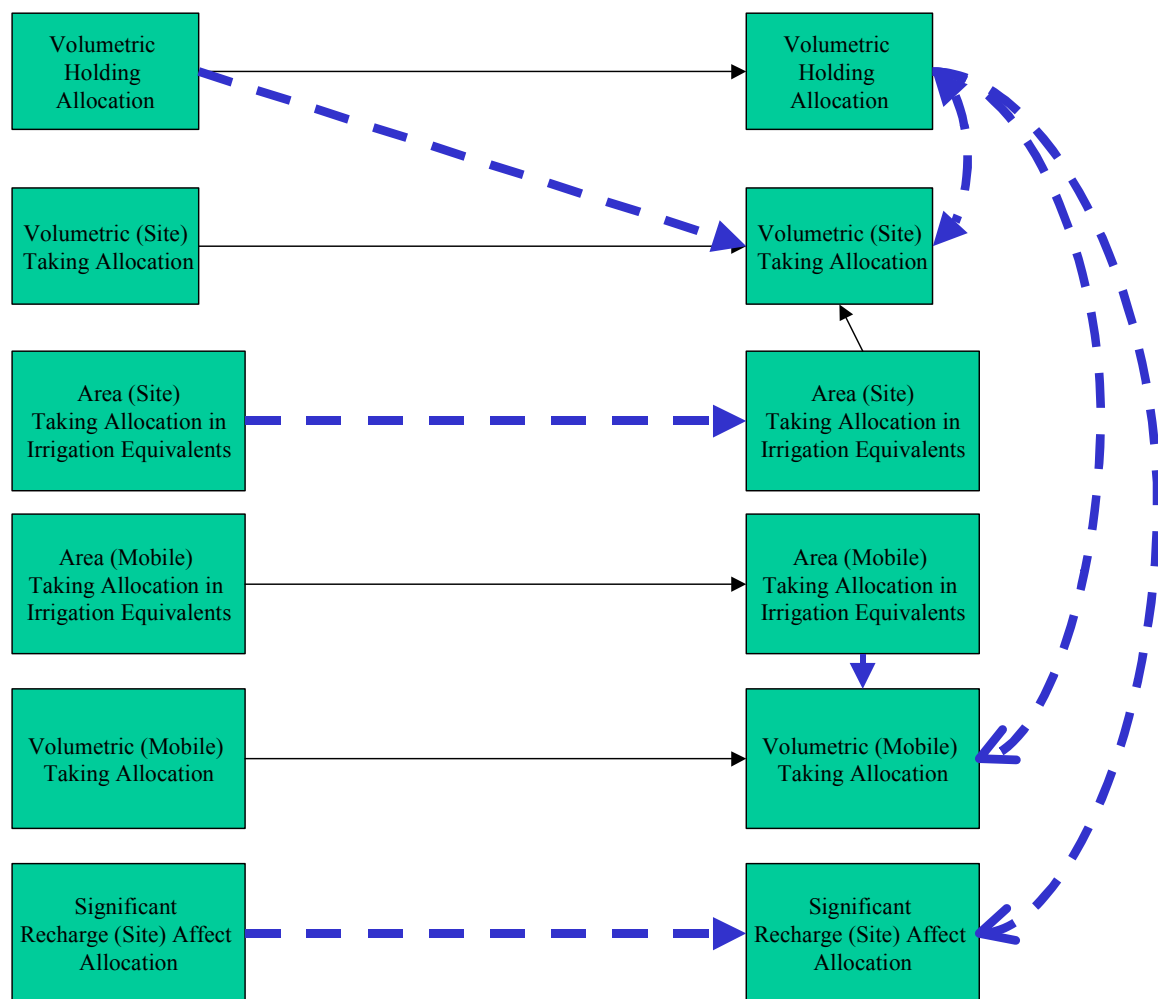 Volumetric
Holding
Allocation
Volumetric
Holding
Allocation
Volumetric (Site)
Taking Allocation
Volumetric (Site)
Taking Allocation
Area (Site)
Taking Allocation in
Irrigation Equivalents
Area (Site)
Taking Allocation in
Irrigation Equivalents
Area (Mobile)
Taking Allocation in
Irrigation Equivalents
Area (Mobile)
Taking Allocation in
Irrigation Equivalents
Volumetric (Mobile)
Taking Allocation
Volumetric (Mobile)
Taking Allocation
Significant
Recharge (Site) Affect
Allocation
Significant
Recharge (Site) Affect
Allocation